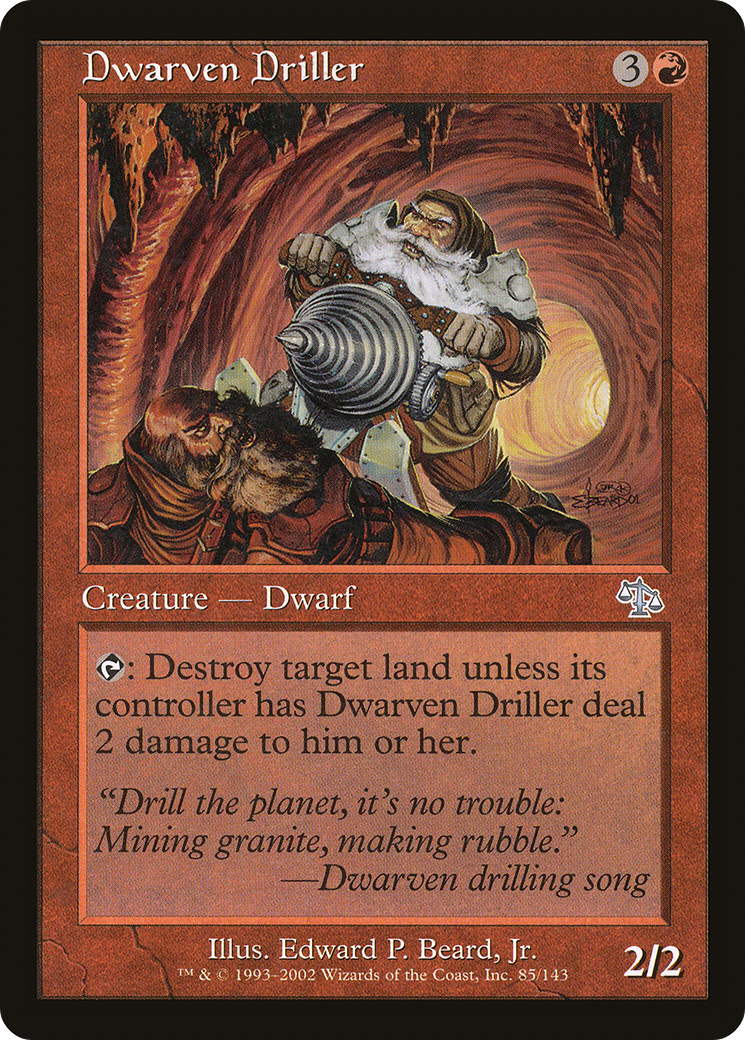 Dwarven Driller
3
Creature — Dwarf
: Destroy target land unless its
controller has Dwarven Driller deal
2 damage to him or her.
“Drill the planet, it’s no trouble:
Mining granite, making rubble.”
—Dwarven drilling song
Illus. Edward P. Beard, Jr.
™ & © 1993–2002 Wizards of the Coast, Inc. 85/143
2/2